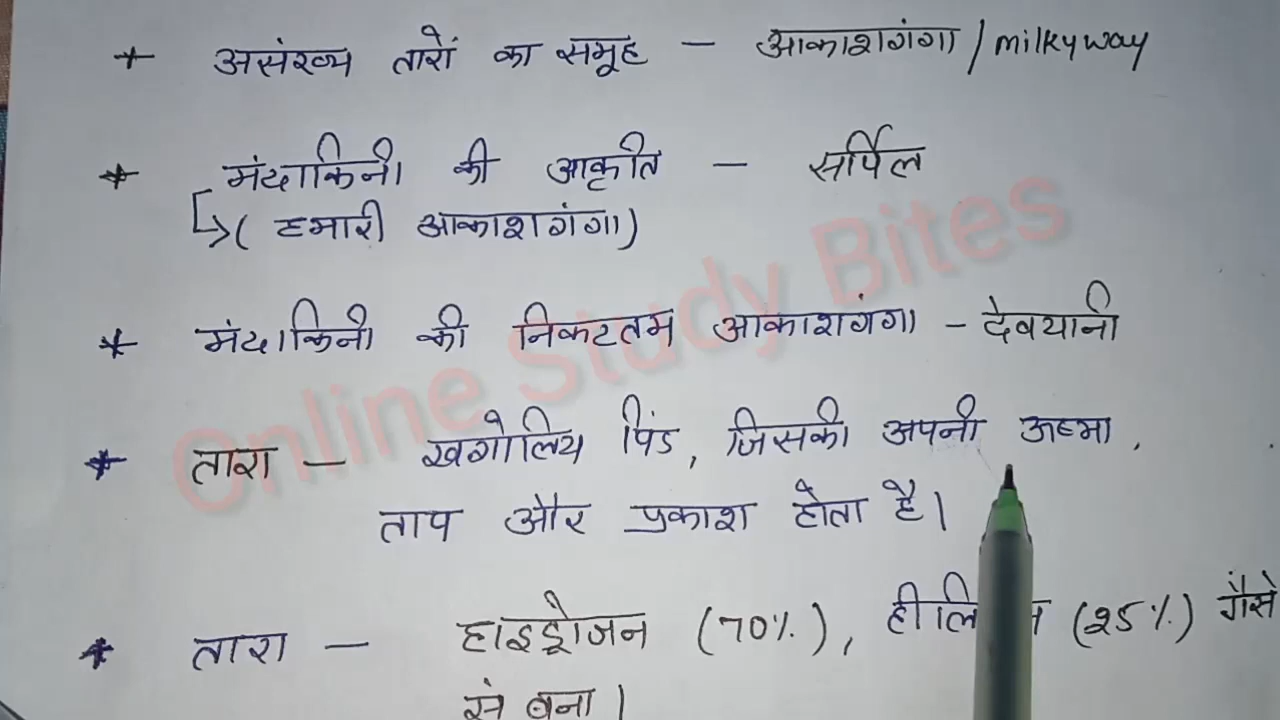 * असंख्य तारों का समूह - आकाशगंगा / milkyway
* मंदाकिनी की आकृति - सर्पिल
( हमारी आकाशगंगा )
* मंदाकिनी की निकटतम आकाशगंगा - देवयानी
* तारा - खगोलिय पिंड, जिसकी अपनी ऊष्मा,
ताप और प्रकाश होता है।
* तारा - हाइड्रोजन (70%), (25%) गैसे
से बना।
Online Study Bites